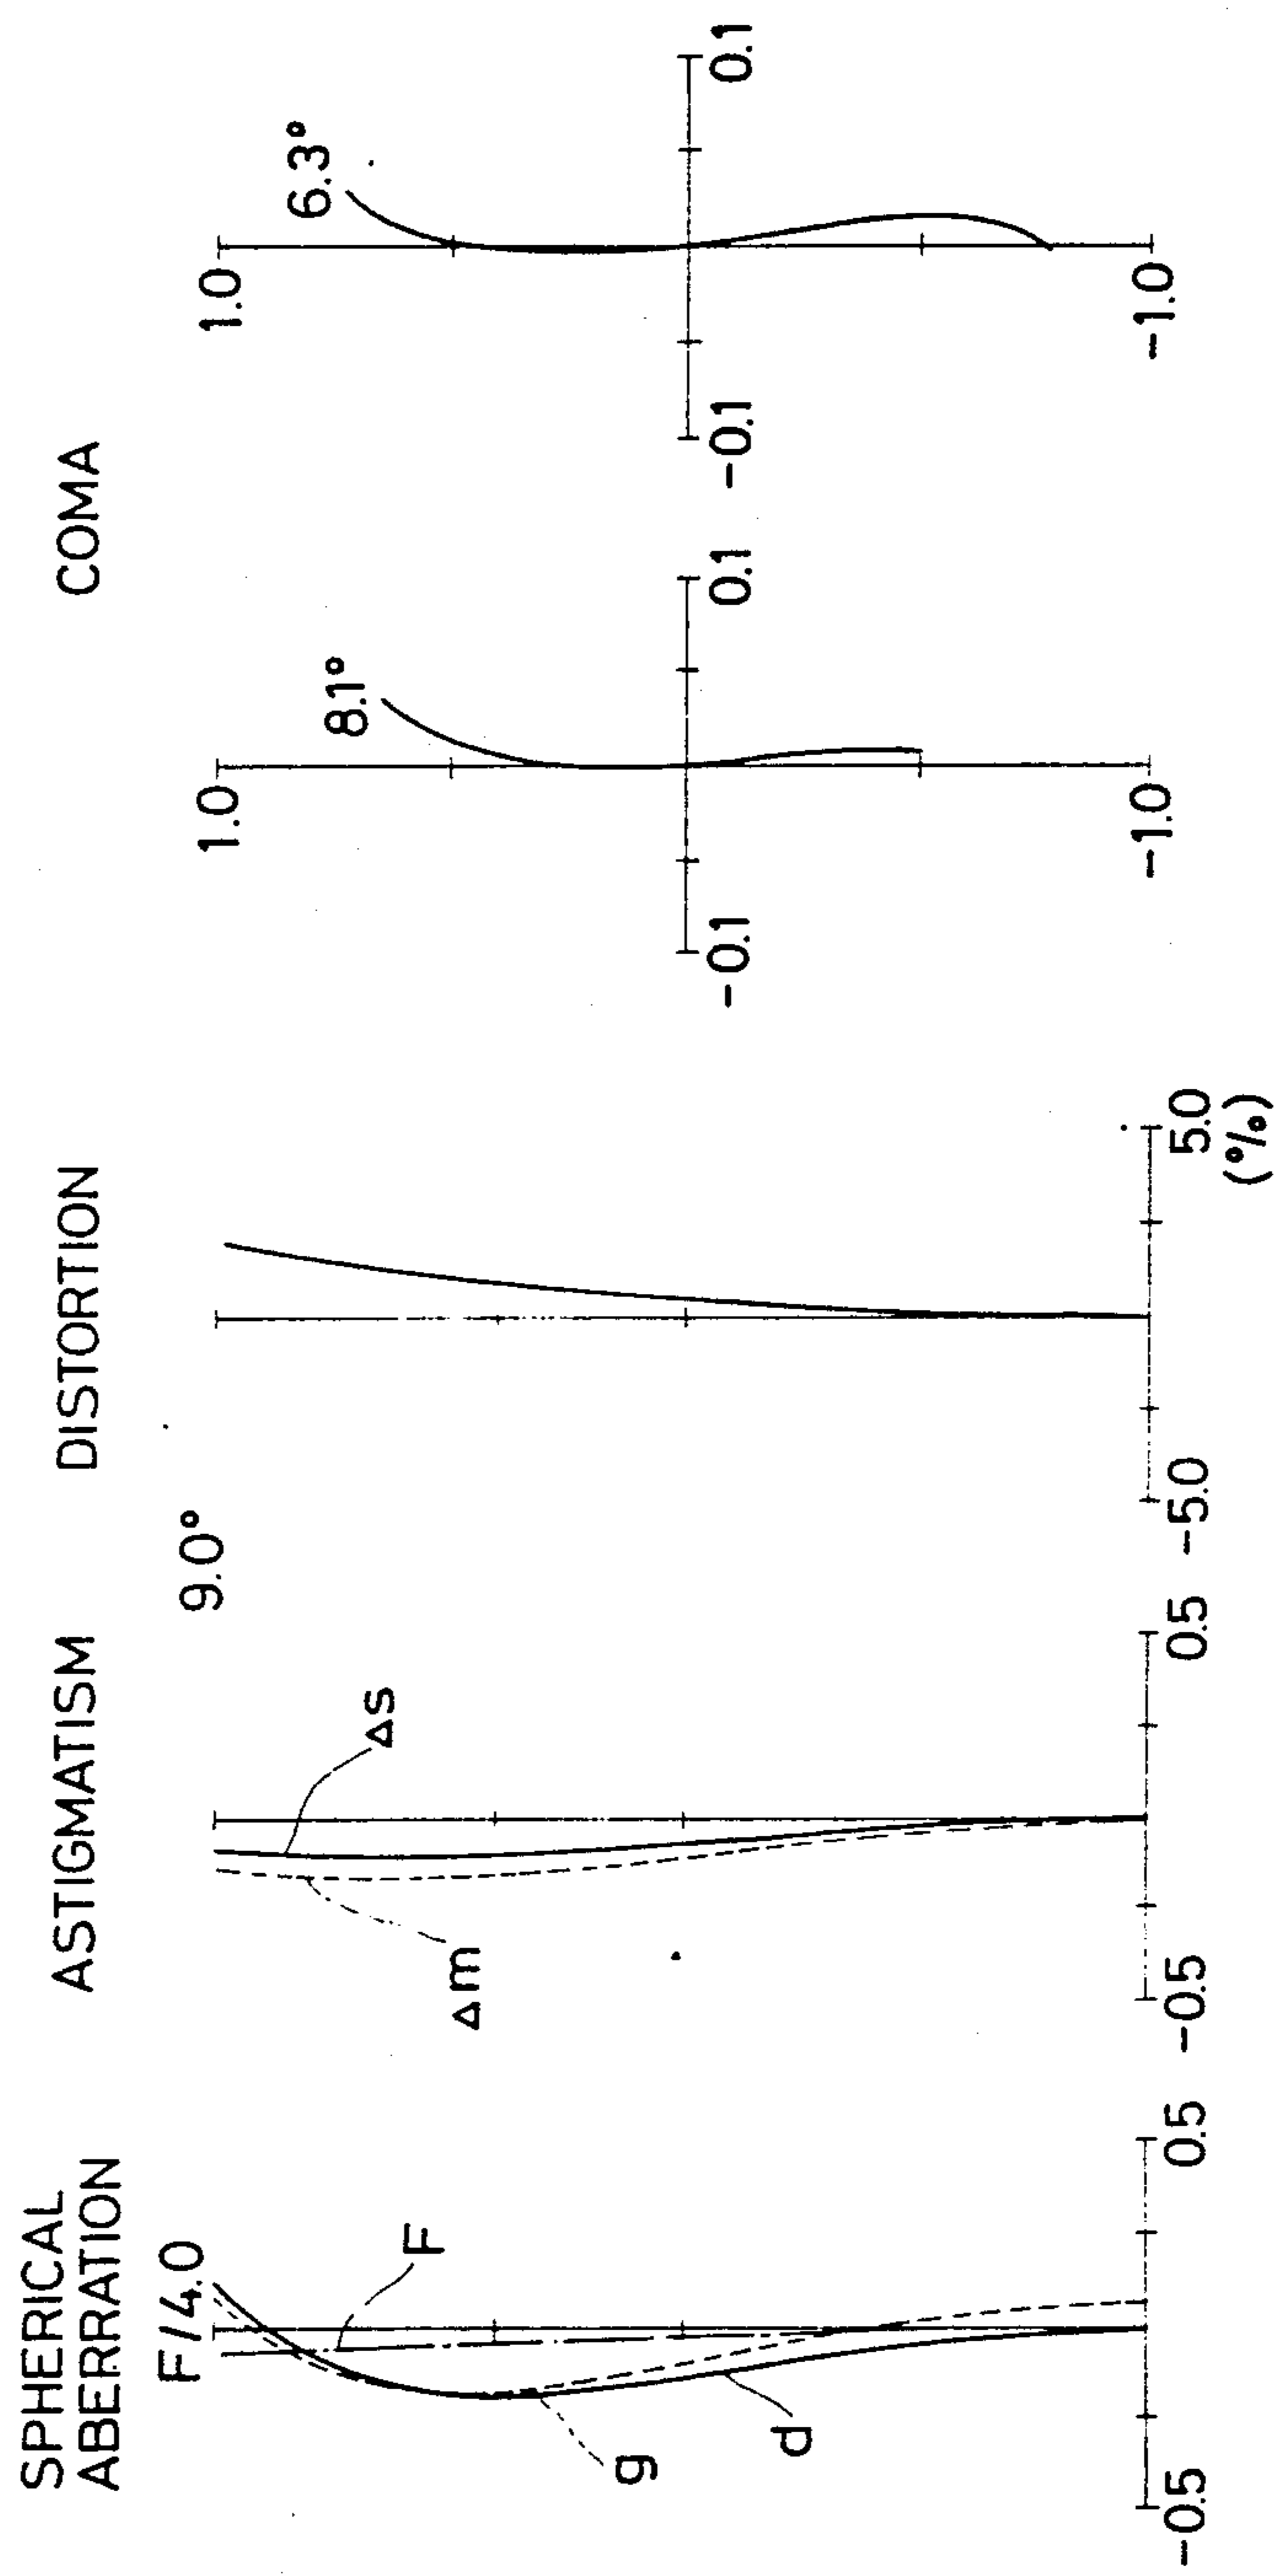 SPHERICAL
ABERRATION
F/4.0
F
g
d
-0.5
0.5
ASTIGMATISM
9.0°
Δs
Δm
-0.5
0.5
DISTORTION
-5.0
5.0
(%)
COMA
1.0
8.1°
-0.1
0.1
-1.0
1.0
6.3°
-0.1
0.1
-1.0